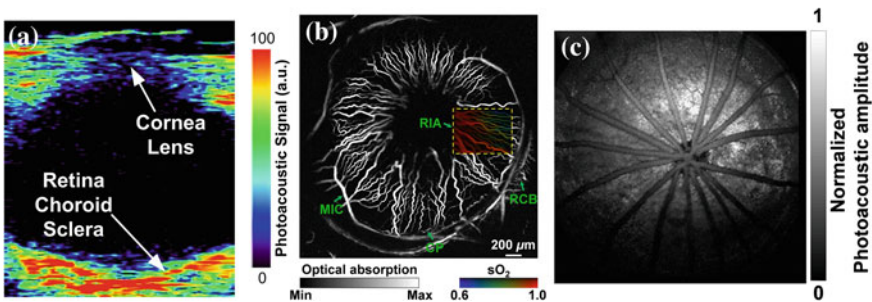 (a)
Cornea
Lens
Retina
Choroid
Sclera
100
Photoacoustic Signal (a.u.)
0
(b)
RIA
MIC
RCB
CP
200 µm
Optical absorption
Min Max
sO2
0.6 1.0
(c)
1
Normalized
Photoacoustic amplitude
0